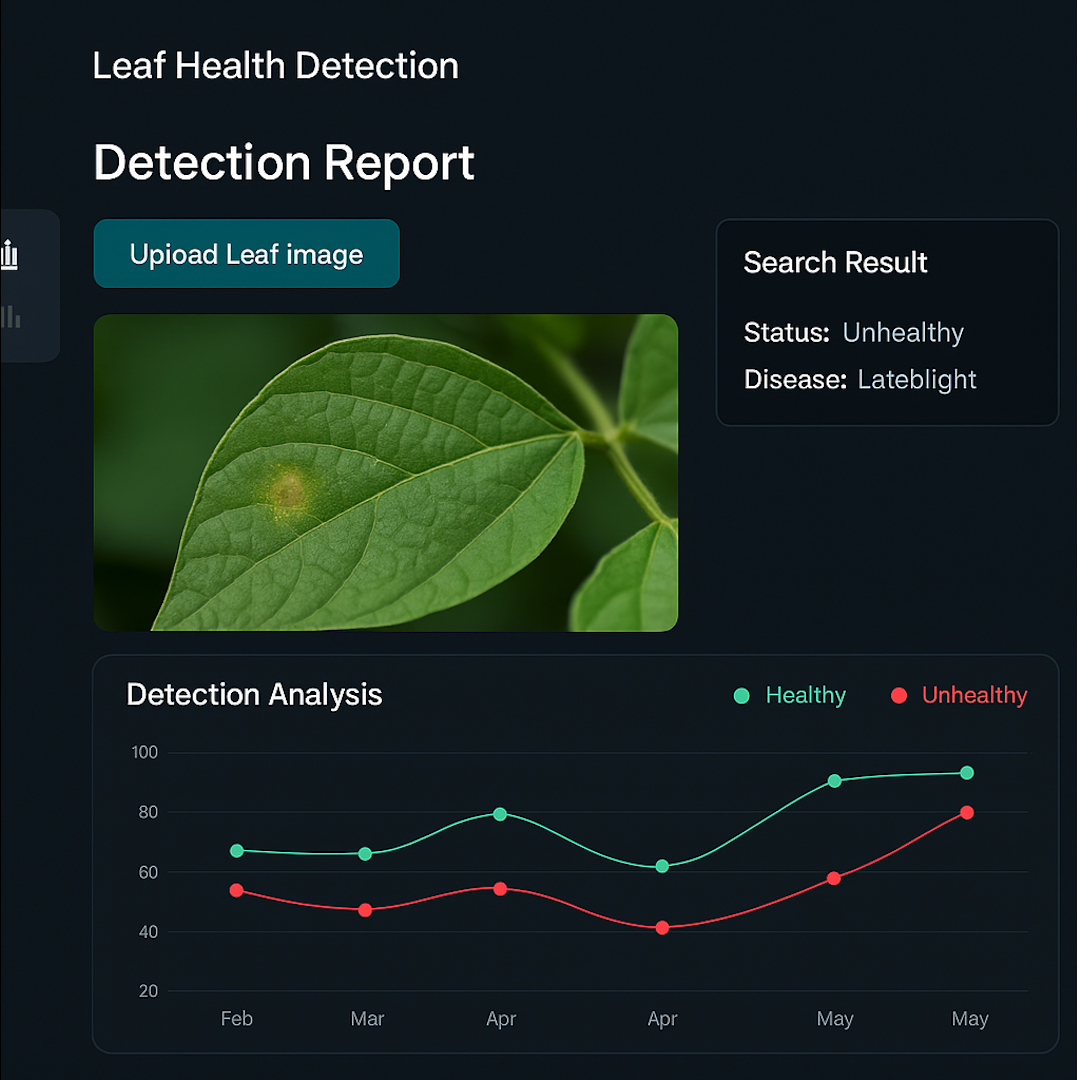 Leaf Health Detection
Detection Report
Upioad Leaf image
Search Result
Status: Unhealthy
Disease: Lateblight
Detection Analysis
Healthy
Unhealthy
100
80
60
40
20
Feb Mar Apr Apr May May